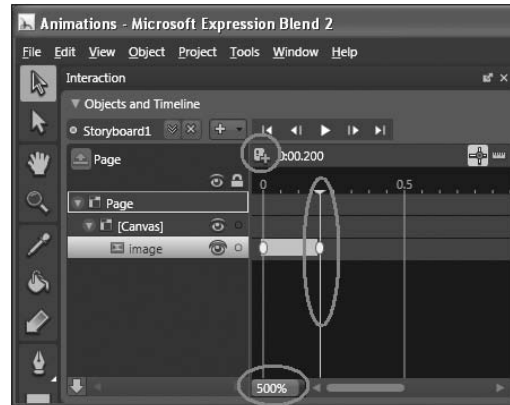 Animations - Microsoft Expression Blend 2
File Edit View Object Project Tools Window Help
Interaction
Objects and Timeline
Storyboard1
Page 0:00.200
0 0.5
Page
[Canvas]
image
500%